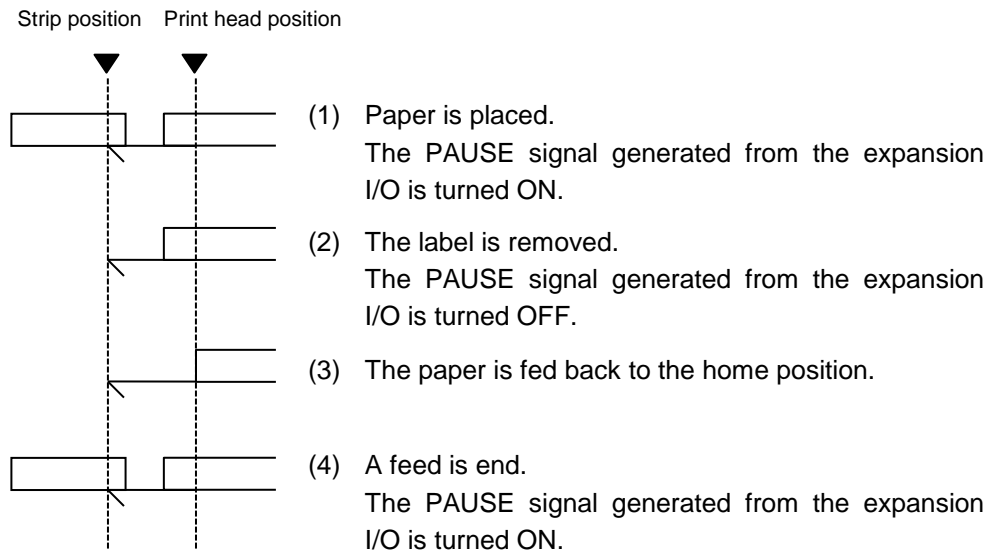 Strip position Print head position
(1) Paper is placed.
The PAUSE signal generated from the expansion
I/O is turned ON.
(2) The label is removed.
The PAUSE signal generated from the expansion
I/O is turned OFF.
(3) The paper is fed back to the home position.
(4) A feed is end.
The PAUSE signal generated from the expansion
I/O is turned ON.